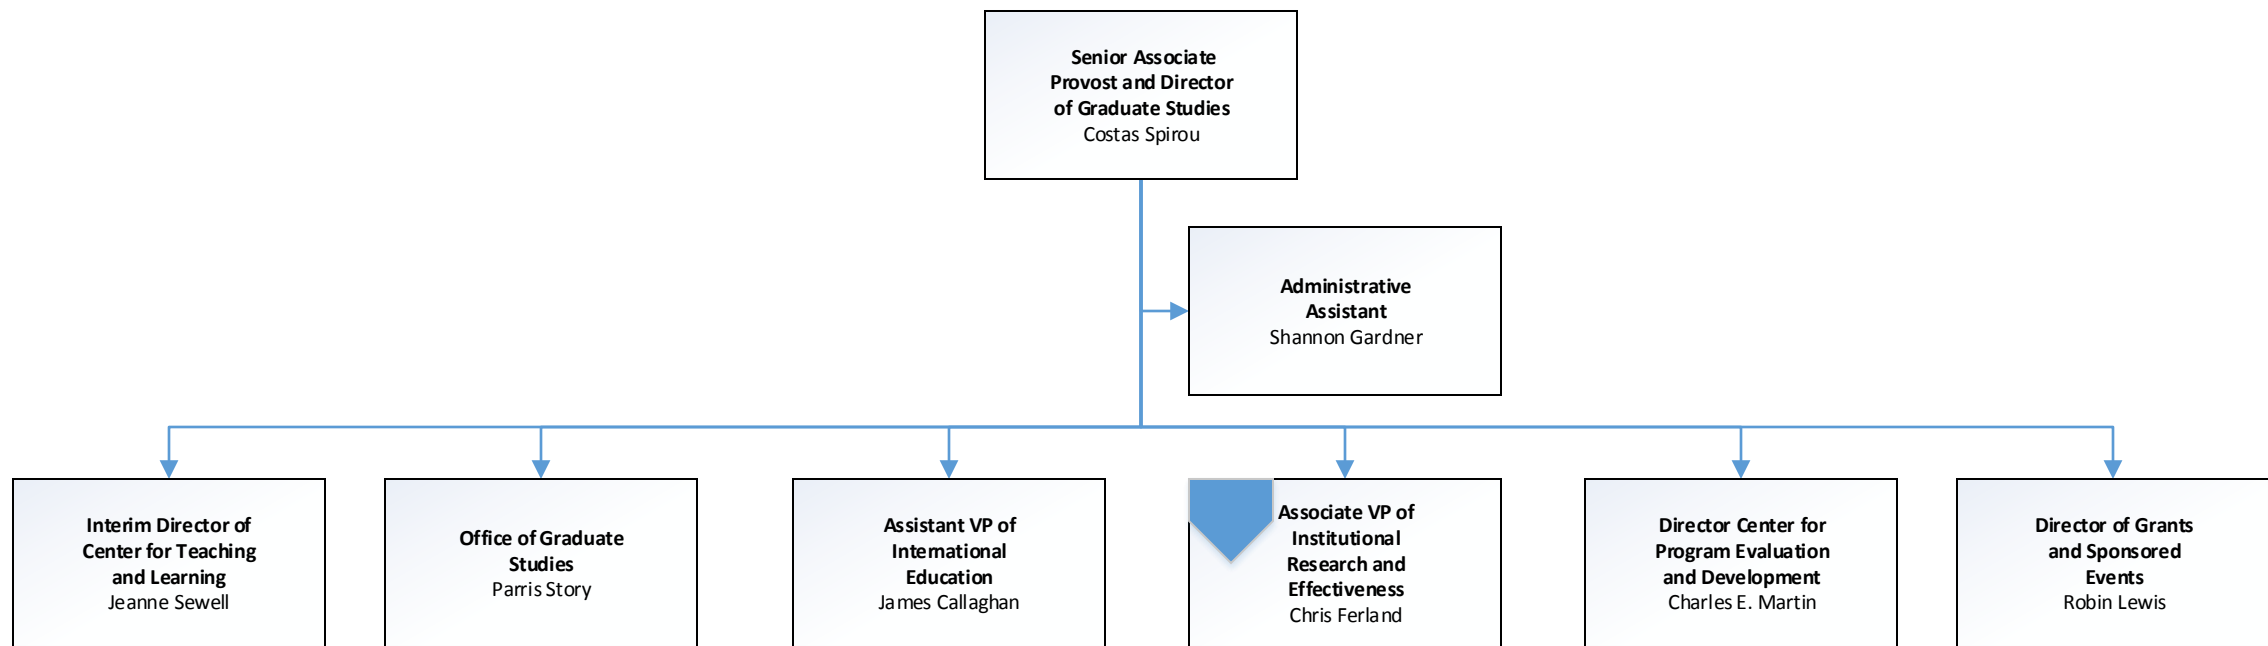 Senior Associate
Provost and Director
of Graduate Studies
Costas Spirou
Administrative
Assistant
Shannon Gardner
Interim Director of
Center for Teaching
and Learning
Jeanne Sewell
Office of Graduate
Studies
Parris Story
Assistant VP of
International
Education
James Callaghan
Associate VP of
Institutional
Research and
Effectiveness
Chris Ferland
Director Center for
Program Evaluation
and Development
Charles E. Martin
Director of Grants
and Sponsored
Events
Robin Lewis